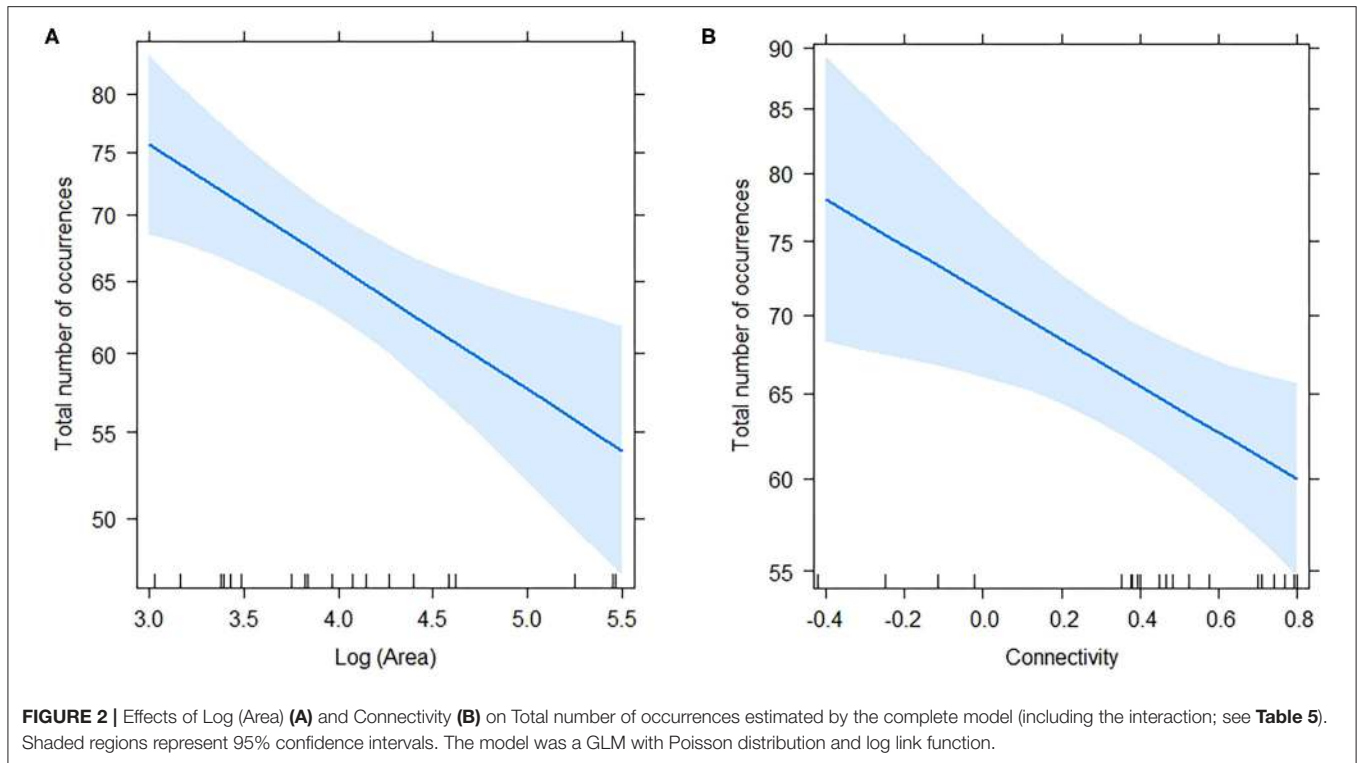 A
Total number of occurrences
80
75
70
65
60
55
50
3.0 3.5 4.0 4.5 5.0 5.5
Log (Area)
B
Total number of occurrences
90
85
80
75
70
65
60
55
-0.4 -0.2 0.0 0.2 0.4 0.6 0.8
Connectivity
FIGURE 2 | Effects of Log (Area) (A) and Connectivity (B) on Total number of occurrences estimated by the complete model (including the interaction; see Table 5).
Shaded regions represent 95% confidence intervals. The model was a GLM with Poisson distribution and log link function.